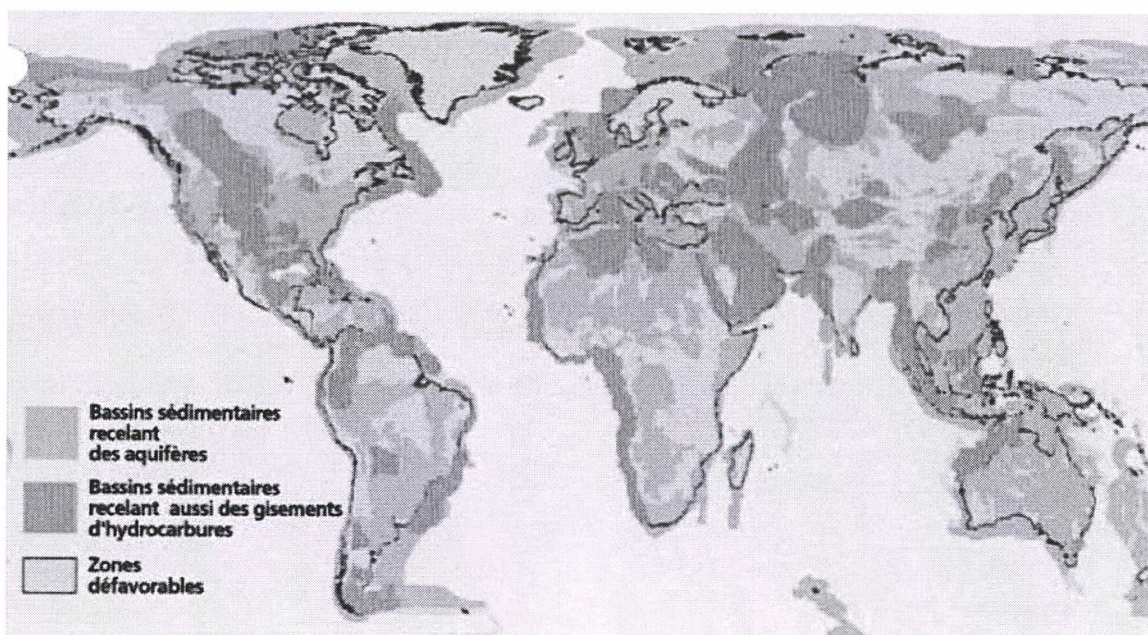 Bassins sédimentaires
recelant
des aquifères
Bassins sédimentaires
recelant aussi des gisements
d'hydrocarbures
Zones
défavorables